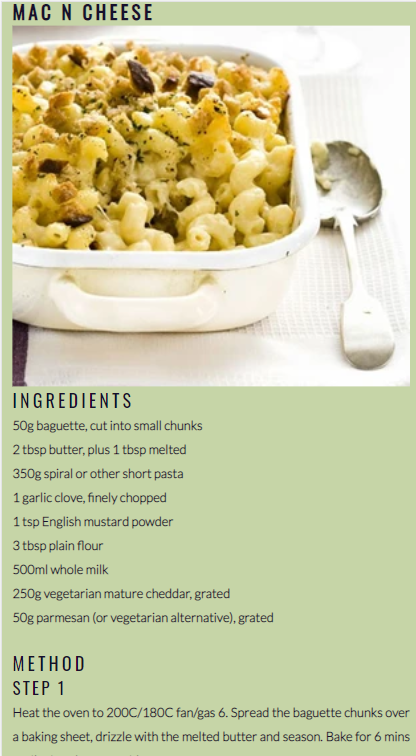 MAC N CHEESE
INGREDIENTS
50g baguette, cut into small chunks
2 tbsp butter, plus 1 tbsp melted
350g spiral or other short pasta
1 garlic clove, finely chopped
1 tsp English mustard powder
3 tbsp plain flour
500ml whole milk
250g vegetarian mature cheddar, grated
50g parmesan (or vegetarian alternative), grated
METHOD
STEP 1
Heat the oven to 200C/180C fan/gas 6. Spread the baguette chunks over
a baking sheet, drizzle with the melted butter and season. Bake for 6 mins